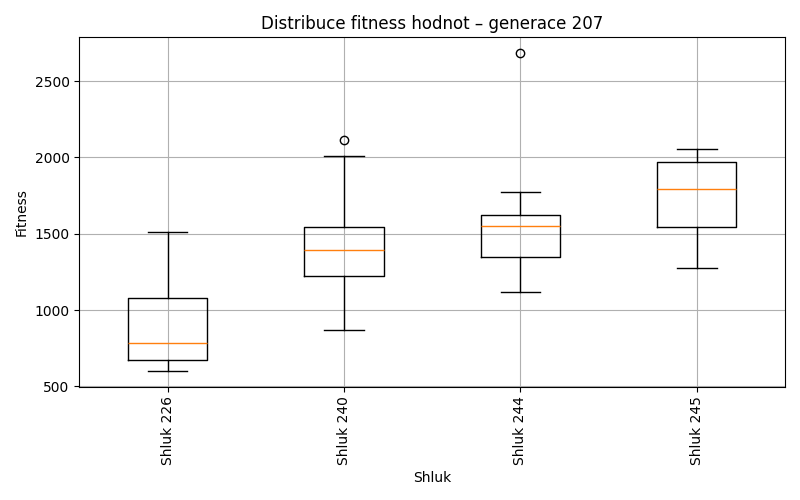 Distribuce fitness hodnot – generace 207
Fitness
2500
2000
1500
1000
500
Shluk 226
Shluk 240
Shluk 244
Shluk 245
Shluk